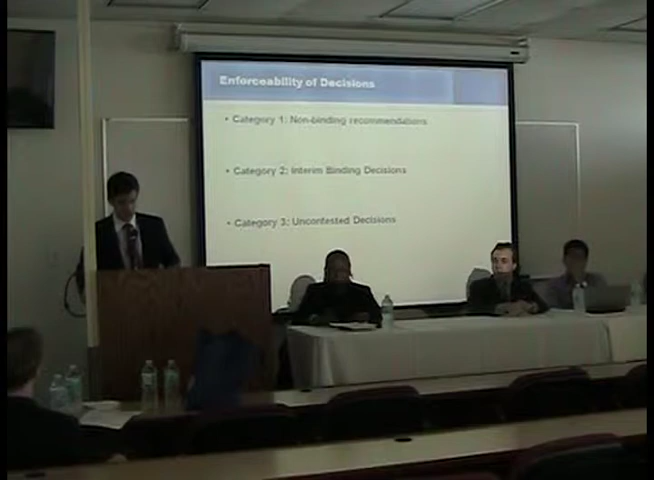 Enforceability of Decisions
• Category 1: Non-binding recommendations
• Category 2: Interim Binding Decisions
• Category 3: Uncontested Decisions